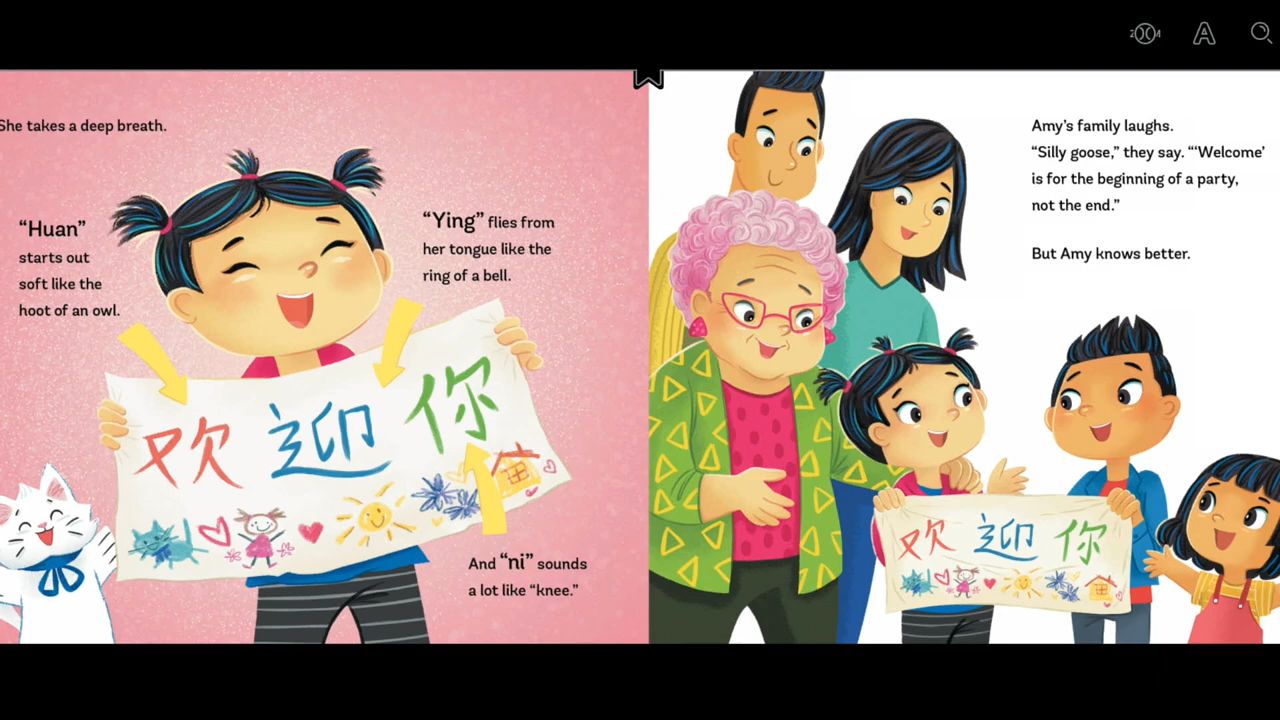 She takes a deep breath.
“Huan”
starts out
soft like the
hoot of an owl.
“Ying” flies from
her tongue like the
ring of a bell.
欢迎你
And “ni” sounds
a lot like “knee.”
Amy’s family laughs.
“Silly goose,” they say. “‘Welcome’
is for the beginning of a party,
not the end.”
But Amy knows better.
欢迎你